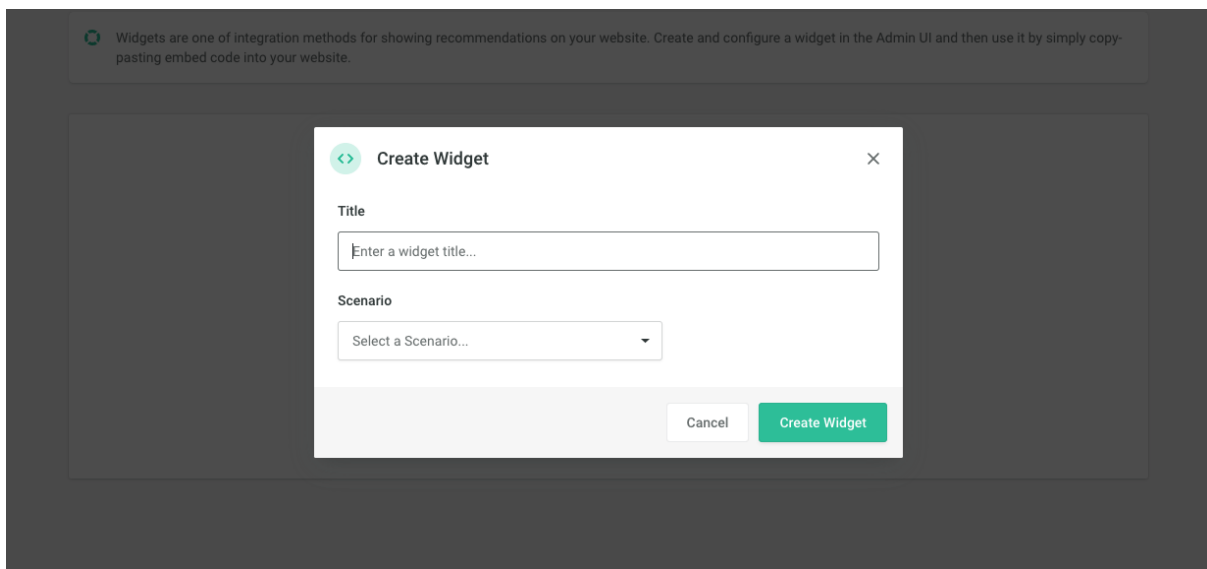 Widgets are one of integration methods for showing recommendations on your website. Create and configure a widget in the Admin UI and then use it by simply copy-
pasting embed code into your website.
Create Widget
Title
Enter a widget title...
Scenario
Select a Scenario...
Cancel
Create Widget